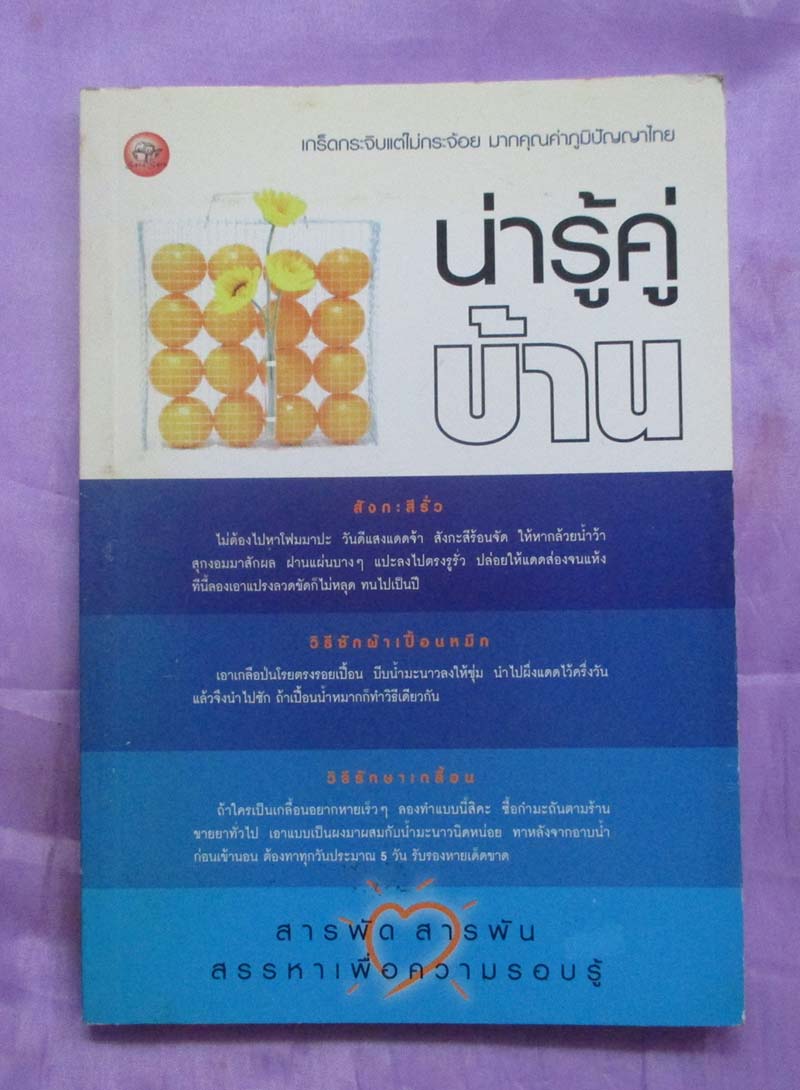 เกร็ดกระจิบแต่ไม่กระจ้อย มากคุณค่าภูมิปัญญาไทย
น่ารู้คู่
บ้าน
สังกะสีรั่ว
ไม่ต้องไปหาโฟมมาปะ วันดีแสงแดดจ้า สังกะสีร้อนจัด ให้หากล้วยน้ำว้า
สุกงอมมาสักผล ฝานแผ่นบางๆ แปะลงไปตรงรูรั่ว ปล่อยให้แดดส่องจนแห้ง
ทีนี้ลองเอาแปรงลวดขัดก็ไม่หลุด ทนไปเป็นปี
วิธีซักผ้าเปื้อนหมึก
เอาเกลือป่นโรยตรงรอยเปื้อน บีบน้ำมะนาวลงให้ชุ่ม นำไปผึ่งแดดไว้ครึ่งวัน
แล้วจึงนำไปซัก ถ้าเปื้อนน้ำหมากก็ทำวิธีเดียวกัน
วิธีรักษาเกลื้อน
ถ้าใครเป็นเกลื้อนอยากหายเร็วๆ ลองทำแบบนี้สิคะ ซื้อกำมะถันตามร้าน
ขายยาทั่วไป เอาแบบเป็นผงมาผสมกับน้ำมะนาวนิดหน่อย ทาหลังจากอาบน้ำ
ก่อนเข้านอน ต้องทาทุกวันประมาณ 5 วัน รับรองหายเด็ดขาด
สารพัด สารพัน
สรรหาเพื่อความรอบรู้